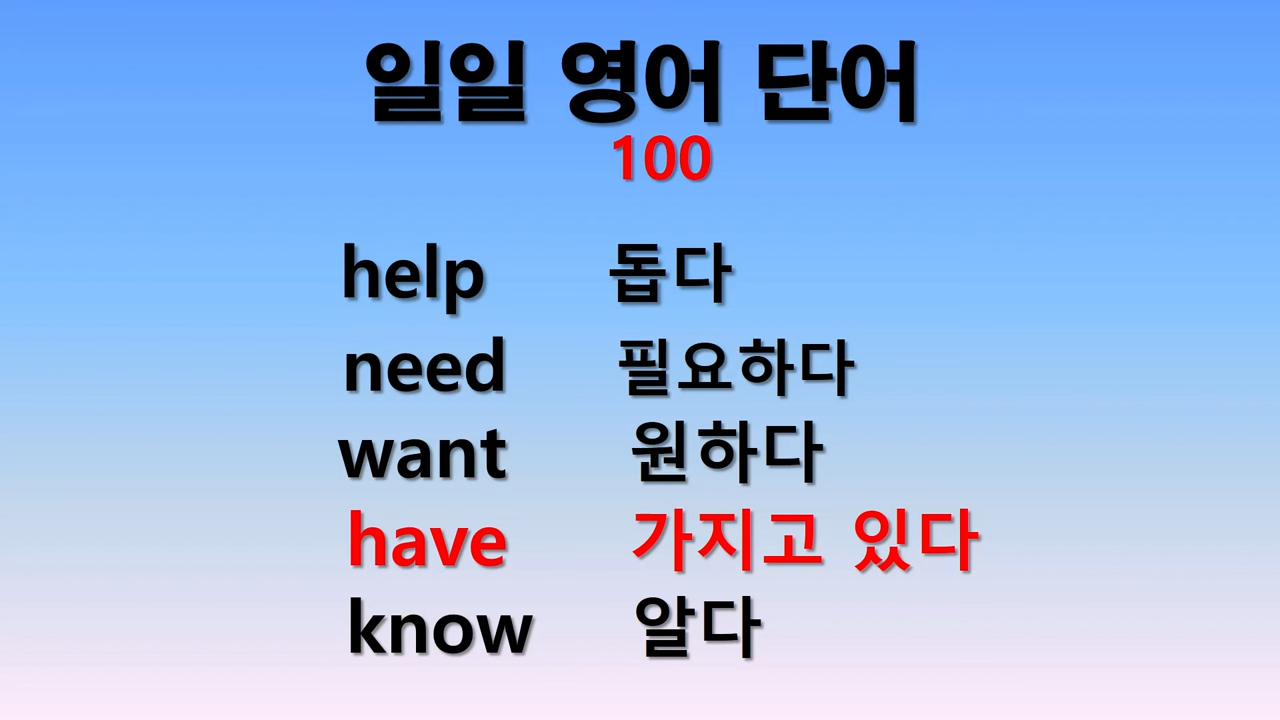 일일 영어 단어
100
help 돕다
need 필요하다
want 원하다
have 가지고 있다
know 알다